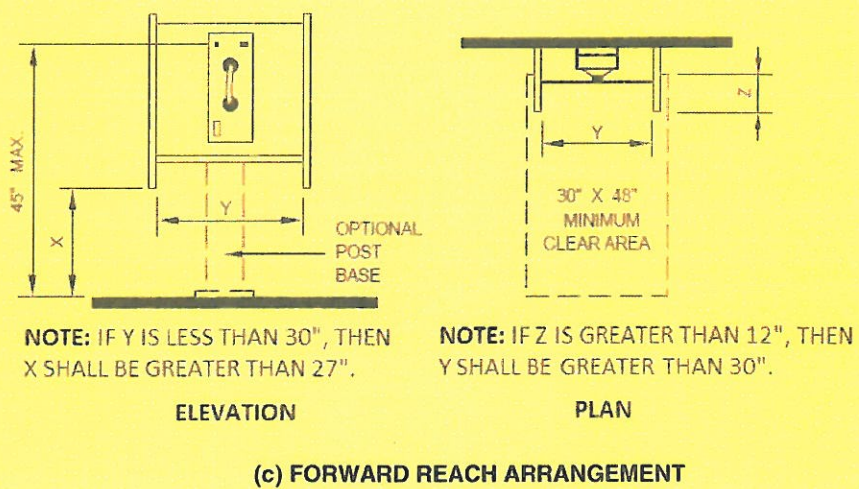 45" MAX.
X
Y
OPTIONAL
POST
BASE
NOTE: IF Y IS LESS THAN 30", THEN
X SHALL BE GREATER THAN 27".
ELEVATION
Z
Y
30" X 48"
MINIMUM
CLEAR AREA
NOTE: IF Z IS GREATER THAN 12", THEN
Y SHALL BE GREATER THAN 30".
PLAN
(c) FORWARD REACH ARRANGEMENT